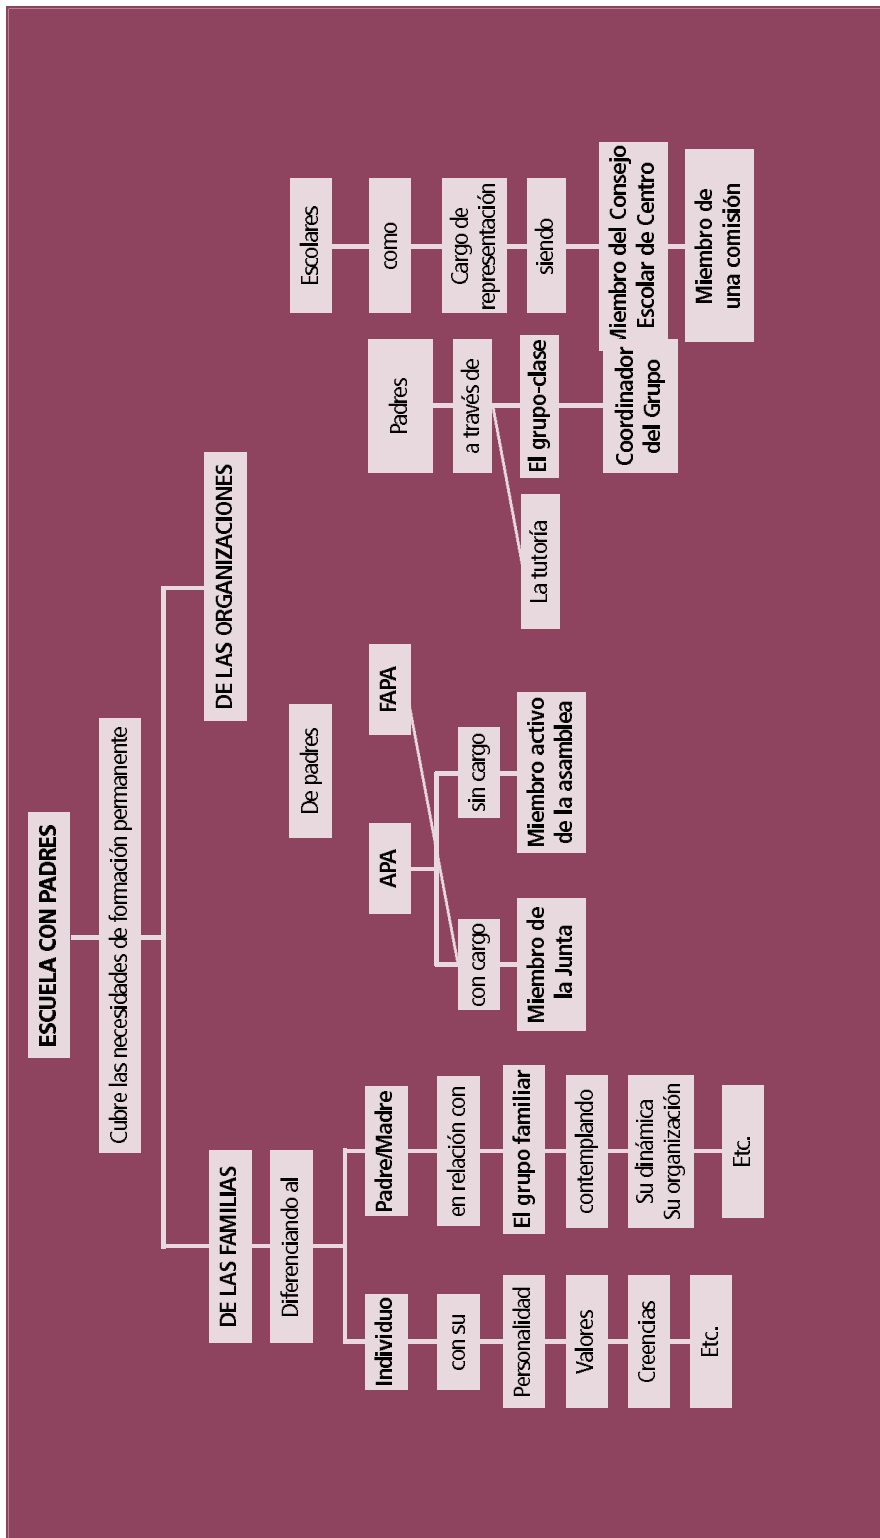 ESCUELA CON PADRES
Cubre las necesidades de formación permanente
DE LAS FAMILIAS
Diferenciando al
Individuo
con su
Personalidad
Valores
Creencias
Etc.
Padre/Madre
en relación con
El grupo familiar
contemplando
Su dinámica
Su organización
Etc.
DE LAS ORGANIZACIONES
De padres
APA
FAPA
con cargo
Miembro de
la Junta
sin cargo
Miembro activo
de la asamblea
Escolares
Padres
a través de
La tutoría
El grupo-clase
Coordinador
del Grupo
como
Cargo de
representación
siendo
Miembro del Consejo
Escolar de Centro
Miembro de
una comisión